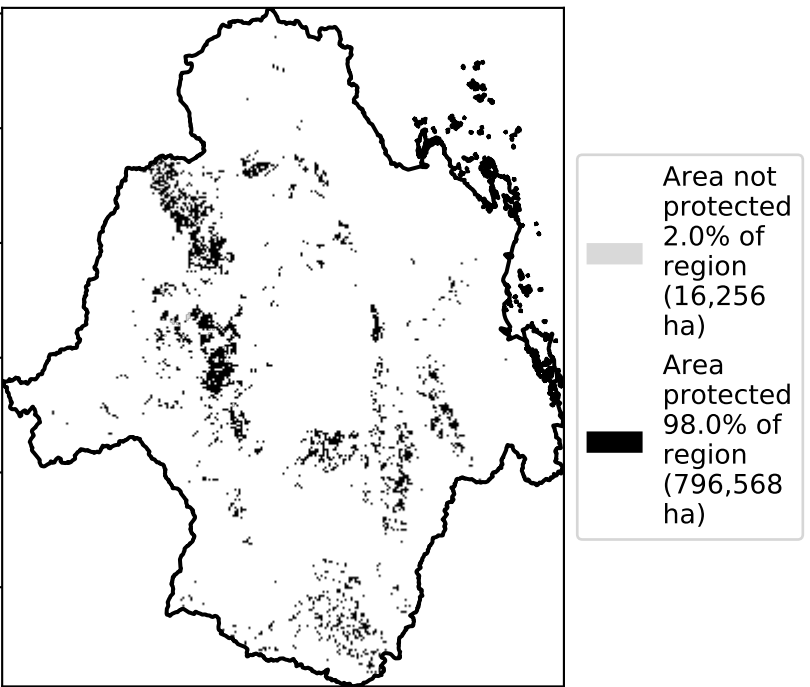 Area not
protected
2.0% of
region
(16,256
ha)
Area
protected
98.0% of
region
(796,568
ha)